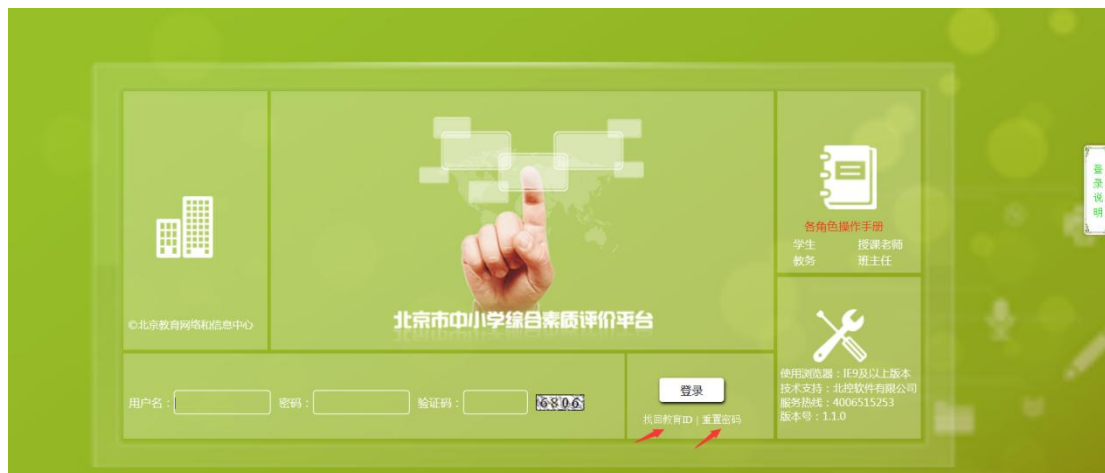 ©北京教育网络和信息中心
北京市中小学综合素质评价平台
各角色操作手册
学生 授课老师
教务 班主任
登录说明
使用浏览器：IE9及以上版本
技术支持：北控软件有限公司
服务热线：4006515253
版本号：1.1.0
用户名： 密码： 验证码： 6806
登录
找回教育ID | 重置密码